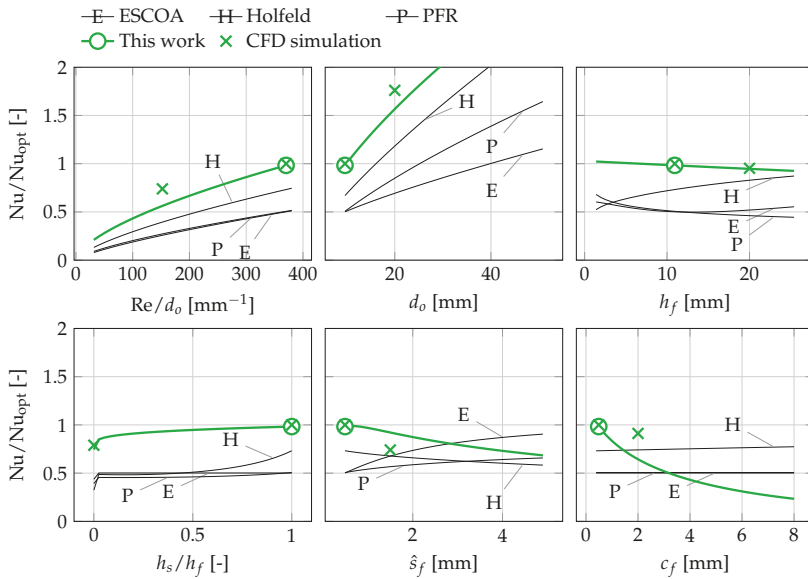 E ESCOA H Holfeld P PFR
This work CFD simulation
Nu/Nu_opt [-]
2
1.5
1
0.5
0
H
P
E
0 100 200 300 400
Re/d_o [mm⁻¹]
H
P
E
20 40
d_o [mm]
H
E
P
0 10 20
h_f [mm]
Nu/Nu_opt [-]
2
1.5
1
0.5
0
H
P E
0 0.5 1
h_s/h_f [-]
E
H
0 2 4
ŝ_f [mm]
H
P E
0 2 4 6 8
c_f [mm]